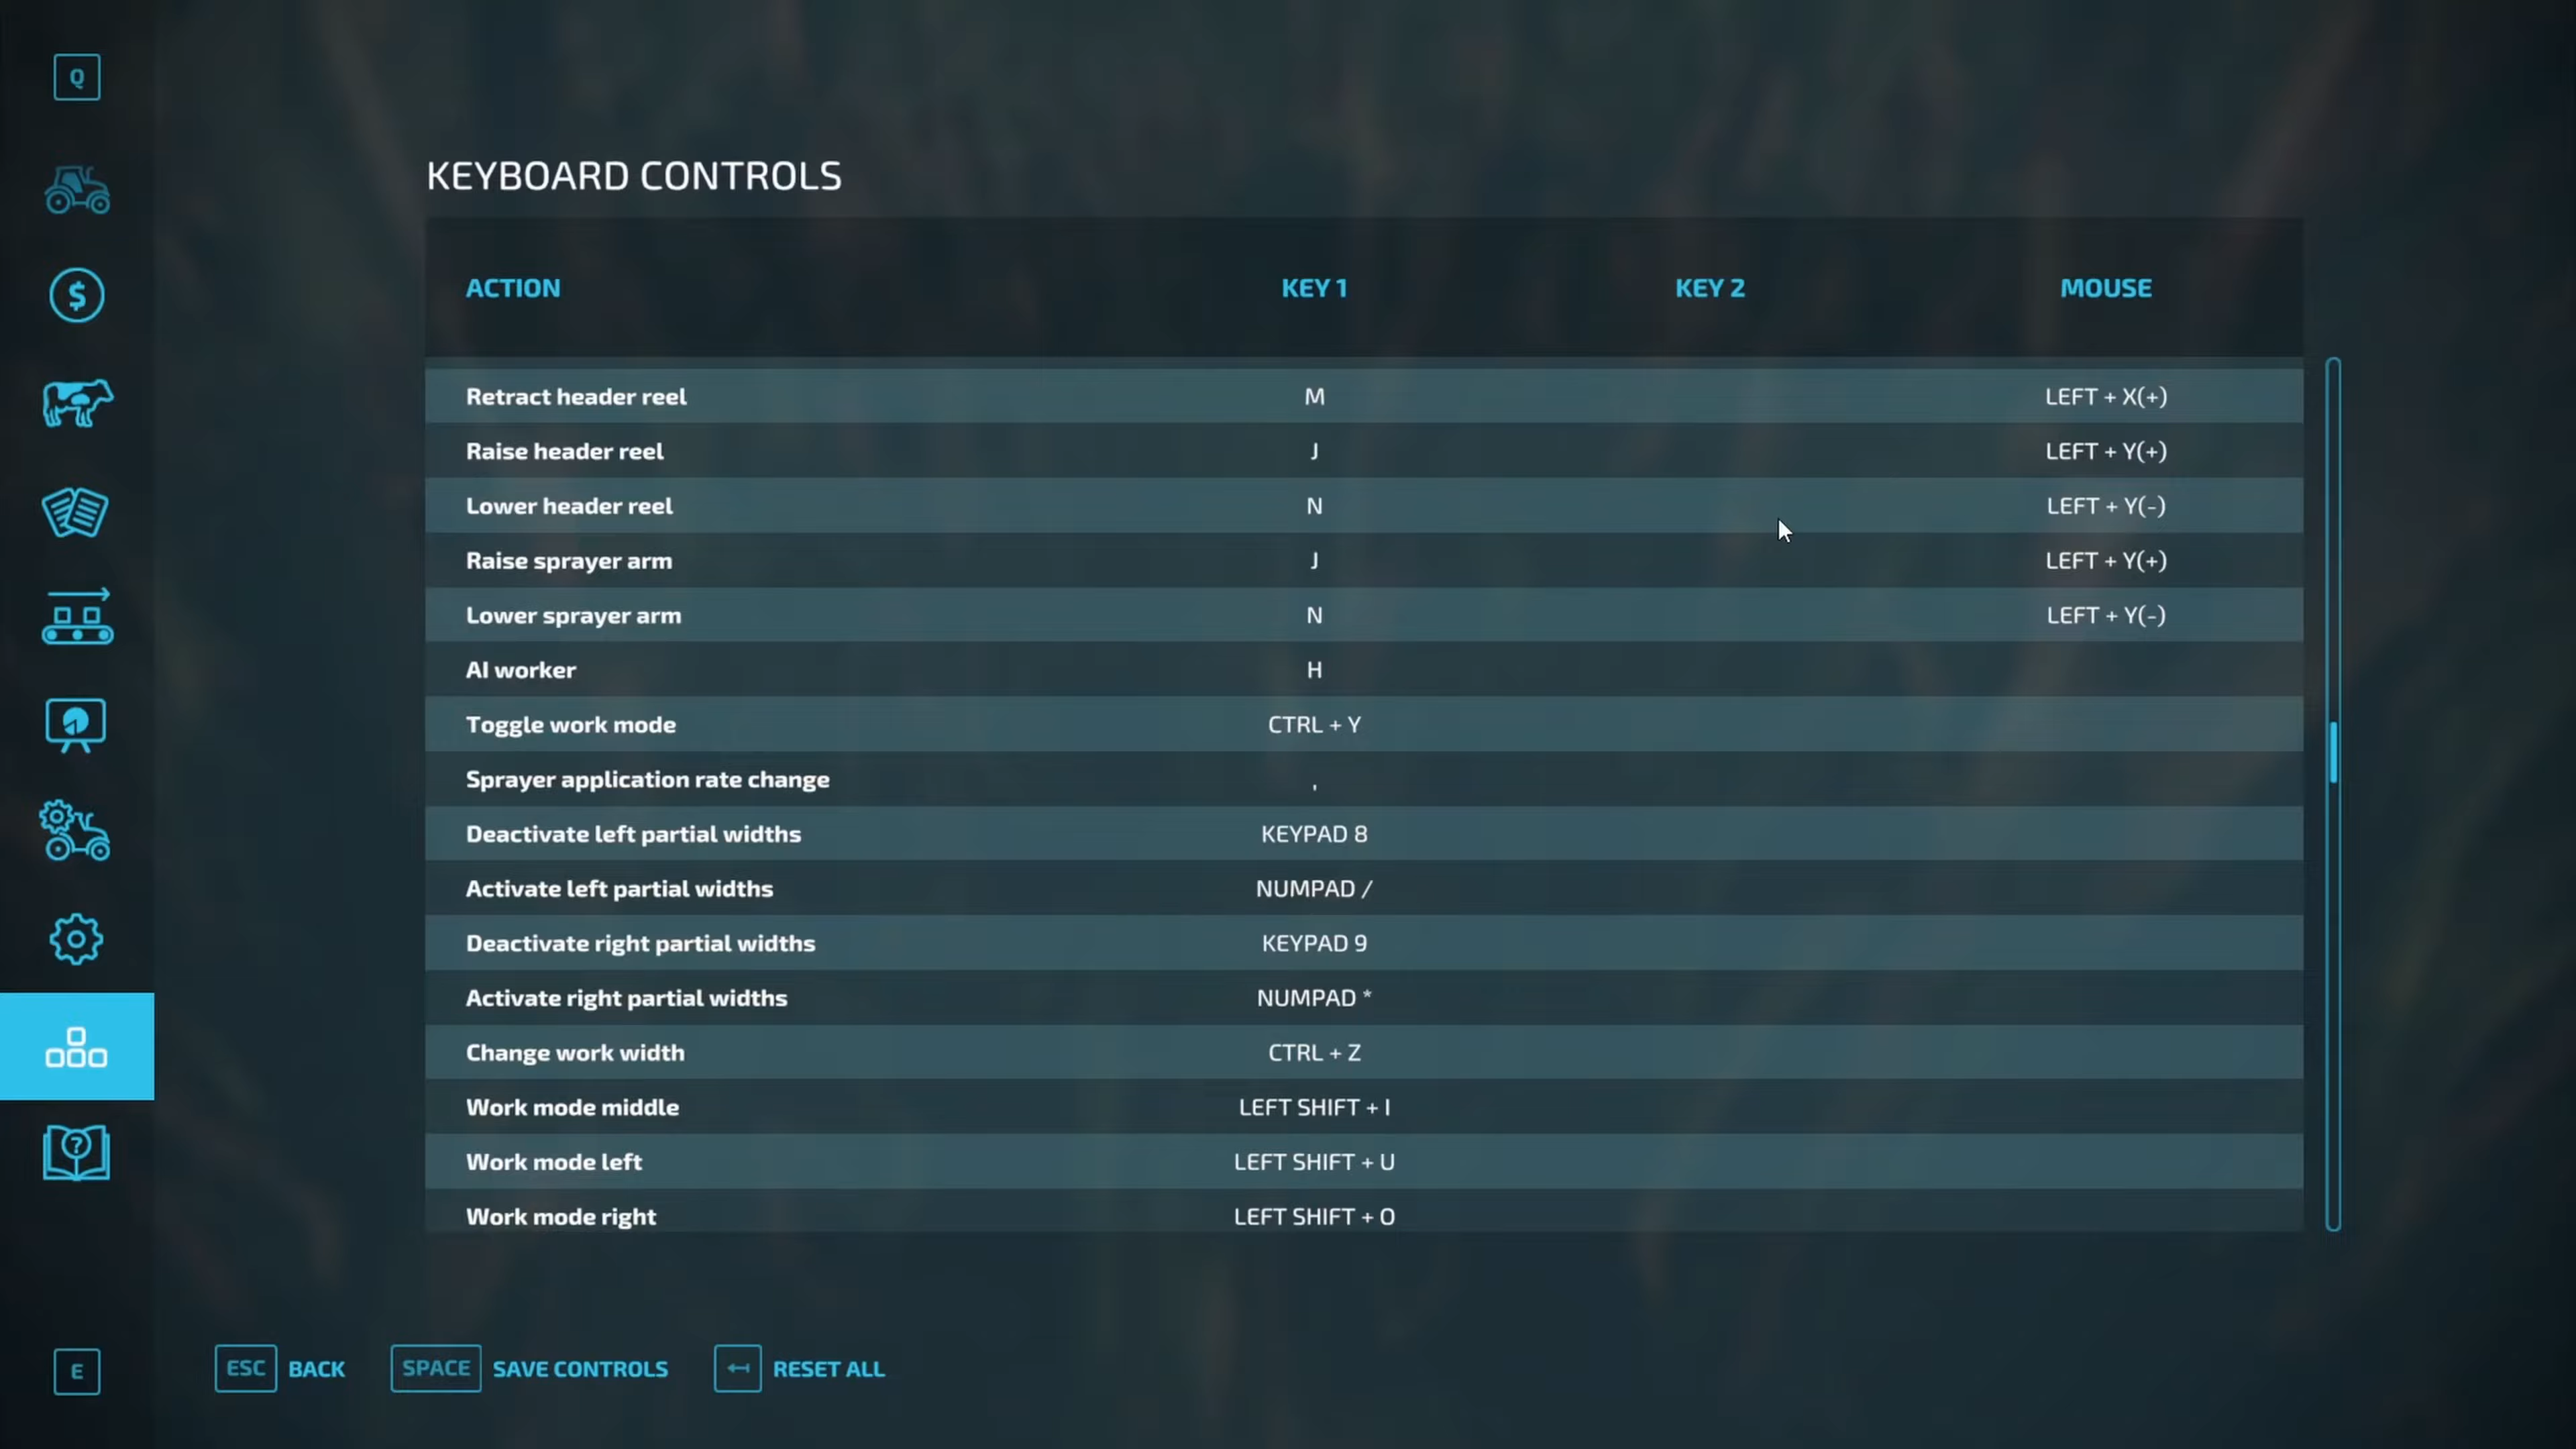 Q
KEYBOARD CONTROLS
ACTION KEY 1 KEY 2 MOUSE
$
Retract header reel M LEFT + X(+)
Raise header reel J LEFT + Y(+)
Lower header reel N LEFT + Y(-)
Raise sprayer arm J LEFT + Y(+)
Lower sprayer arm N LEFT + Y(-)
AI worker H
Toggle work mode CTRL + Y
Sprayer application rate change ,
Deactivate left partial widths KEYPAD 8
Activate left partial widths NUMPAD /
Deactivate right partial widths KEYPAD 9
Activate right partial widths NUMPAD *
Change work width CTRL + Z
Work mode middle LEFT SHIFT + I
Work mode left LEFT SHIFT + U
?
Work mode right LEFT SHIFT + O
E ESC BACK SPACE SAVE CONTROLS RESET ALL